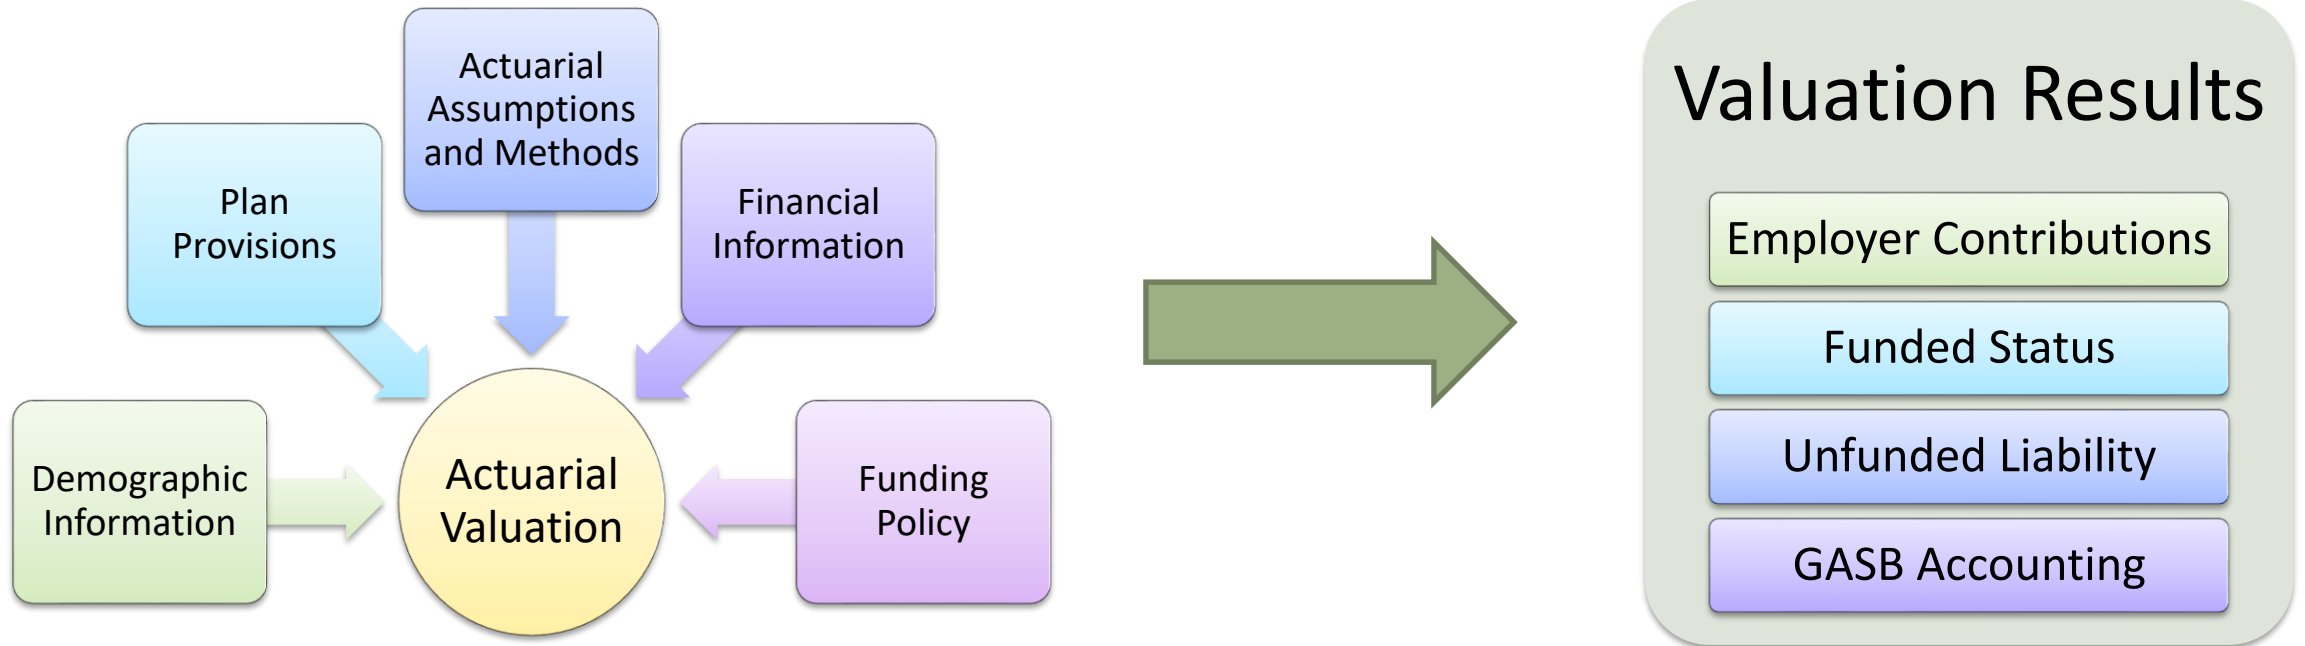 Actuarial
Assumptions
and Methods
Plan
Provisions
Financial
Information
Demographic
Information
Actuarial
Valuation
Funding
Policy
Valuation Results
Employer Contributions
Funded Status
Unfunded Liability
GASB Accounting